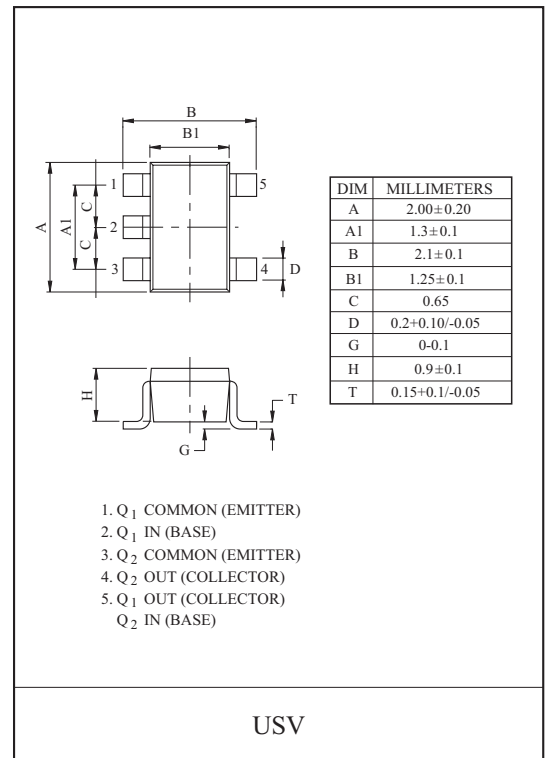 B
B1
1
5
A
A1
C
2
C
3
4
D
DIM MILLIMETERS
A 2.00±0.20
A1 1.3±0.1
B 2.1±0.1
B1 1.25±0.1
C 0.65
D 0.2+0.10/-0.05
G 0-0.1
H 0.9±0.1
T 0.15+0.1/-0.05
H
T
G
1. Q1 COMMON (EMITTER)
2. Q1 IN (BASE)
3. Q2 COMMON (EMITTER)
4. Q2 OUT (COLLECTOR)
5. Q1 OUT (COLLECTOR)
Q2 IN (BASE)
USV